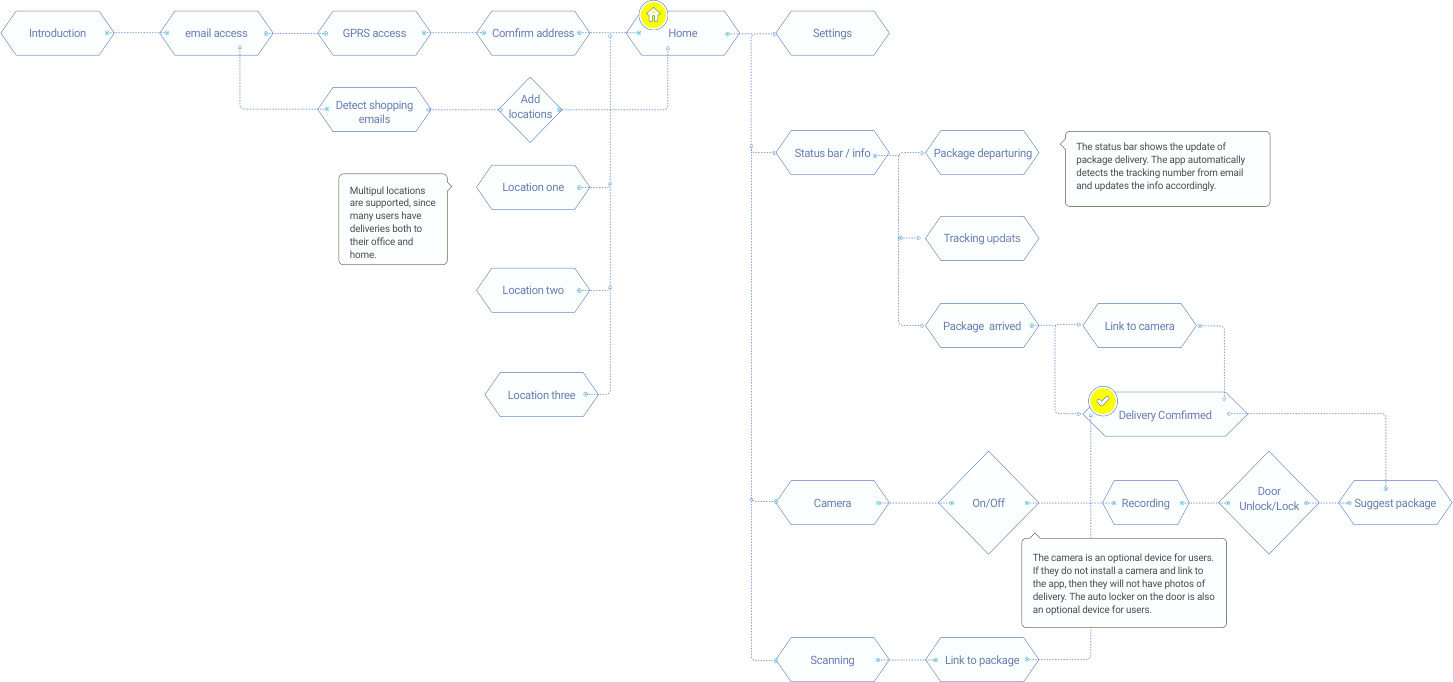 Introduction
email access
GPRS access
Comfirm address
Home
Settings
Detect shopping
emails
Add
locations
Multipul locations
are supported, since
many users have
deliveries both to
their office and
home.
Location one
Location two
Location three
Status bar / info
Package departuring
The status bar shows the update of
package delivery. The app automatically
detects the tracking number from email
and updates the info accordingly.
Tracking updats
Package arrived
Link to camera
Delivery Comfirmed
Camera
On/Off
Recording
Door
Unlock/Lock
Suggest package
The camera is an optional device for users.
If they do not install a camera and link to
the app, then they will not have photos of
delivery. The auto locker on the door is also
an optional device for users.
Scanning
Link to package